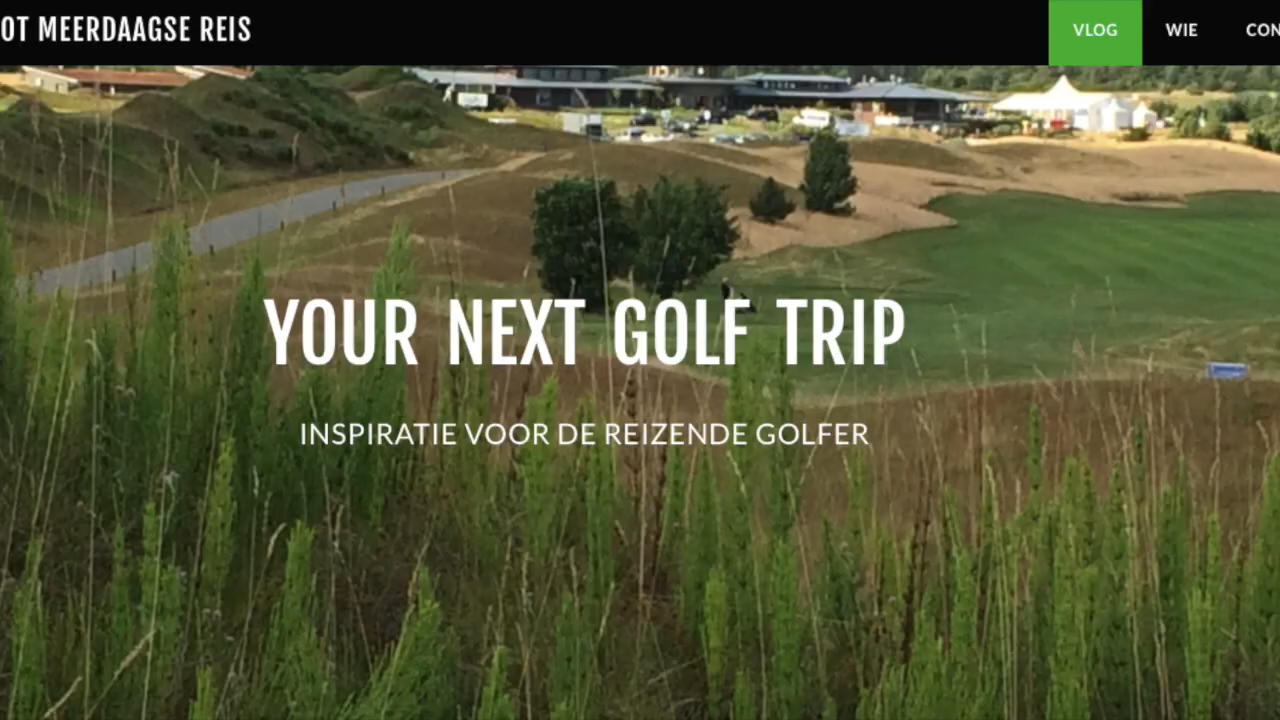 OT MEERDAAGSE REIS
VLOG WIE CON
YOUR NEXT GOLF TRIP
INSPIRATIE VOOR DE REIZENDE GOLFER